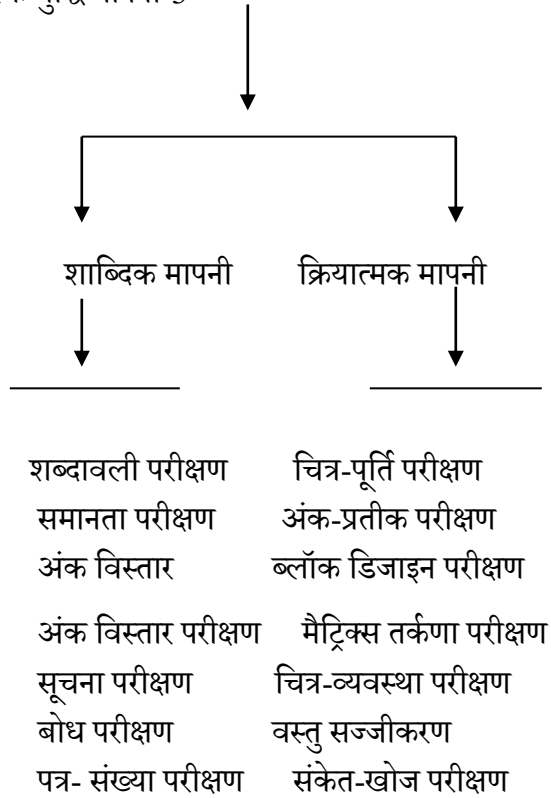 शाब्दिक मापनी क्रियात्मक मापनी
शब्दावली परीक्षण चित्र-पूर्ति परीक्षण
समानता परीक्षण अंक-प्रतीक परीक्षण
अंक विस्तार ब्लॉक डिजाइन परीक्षण
अंक विस्तार परीक्षण मैट्रिक्स तर्कणा परीक्षण
सूचना परीक्षण चित्र-व्यवस्था परीक्षण
बोध परीक्षण वस्तु सज्जीकरण
पत्र- संख्या परीक्षण संकेत-खोज परीक्षण